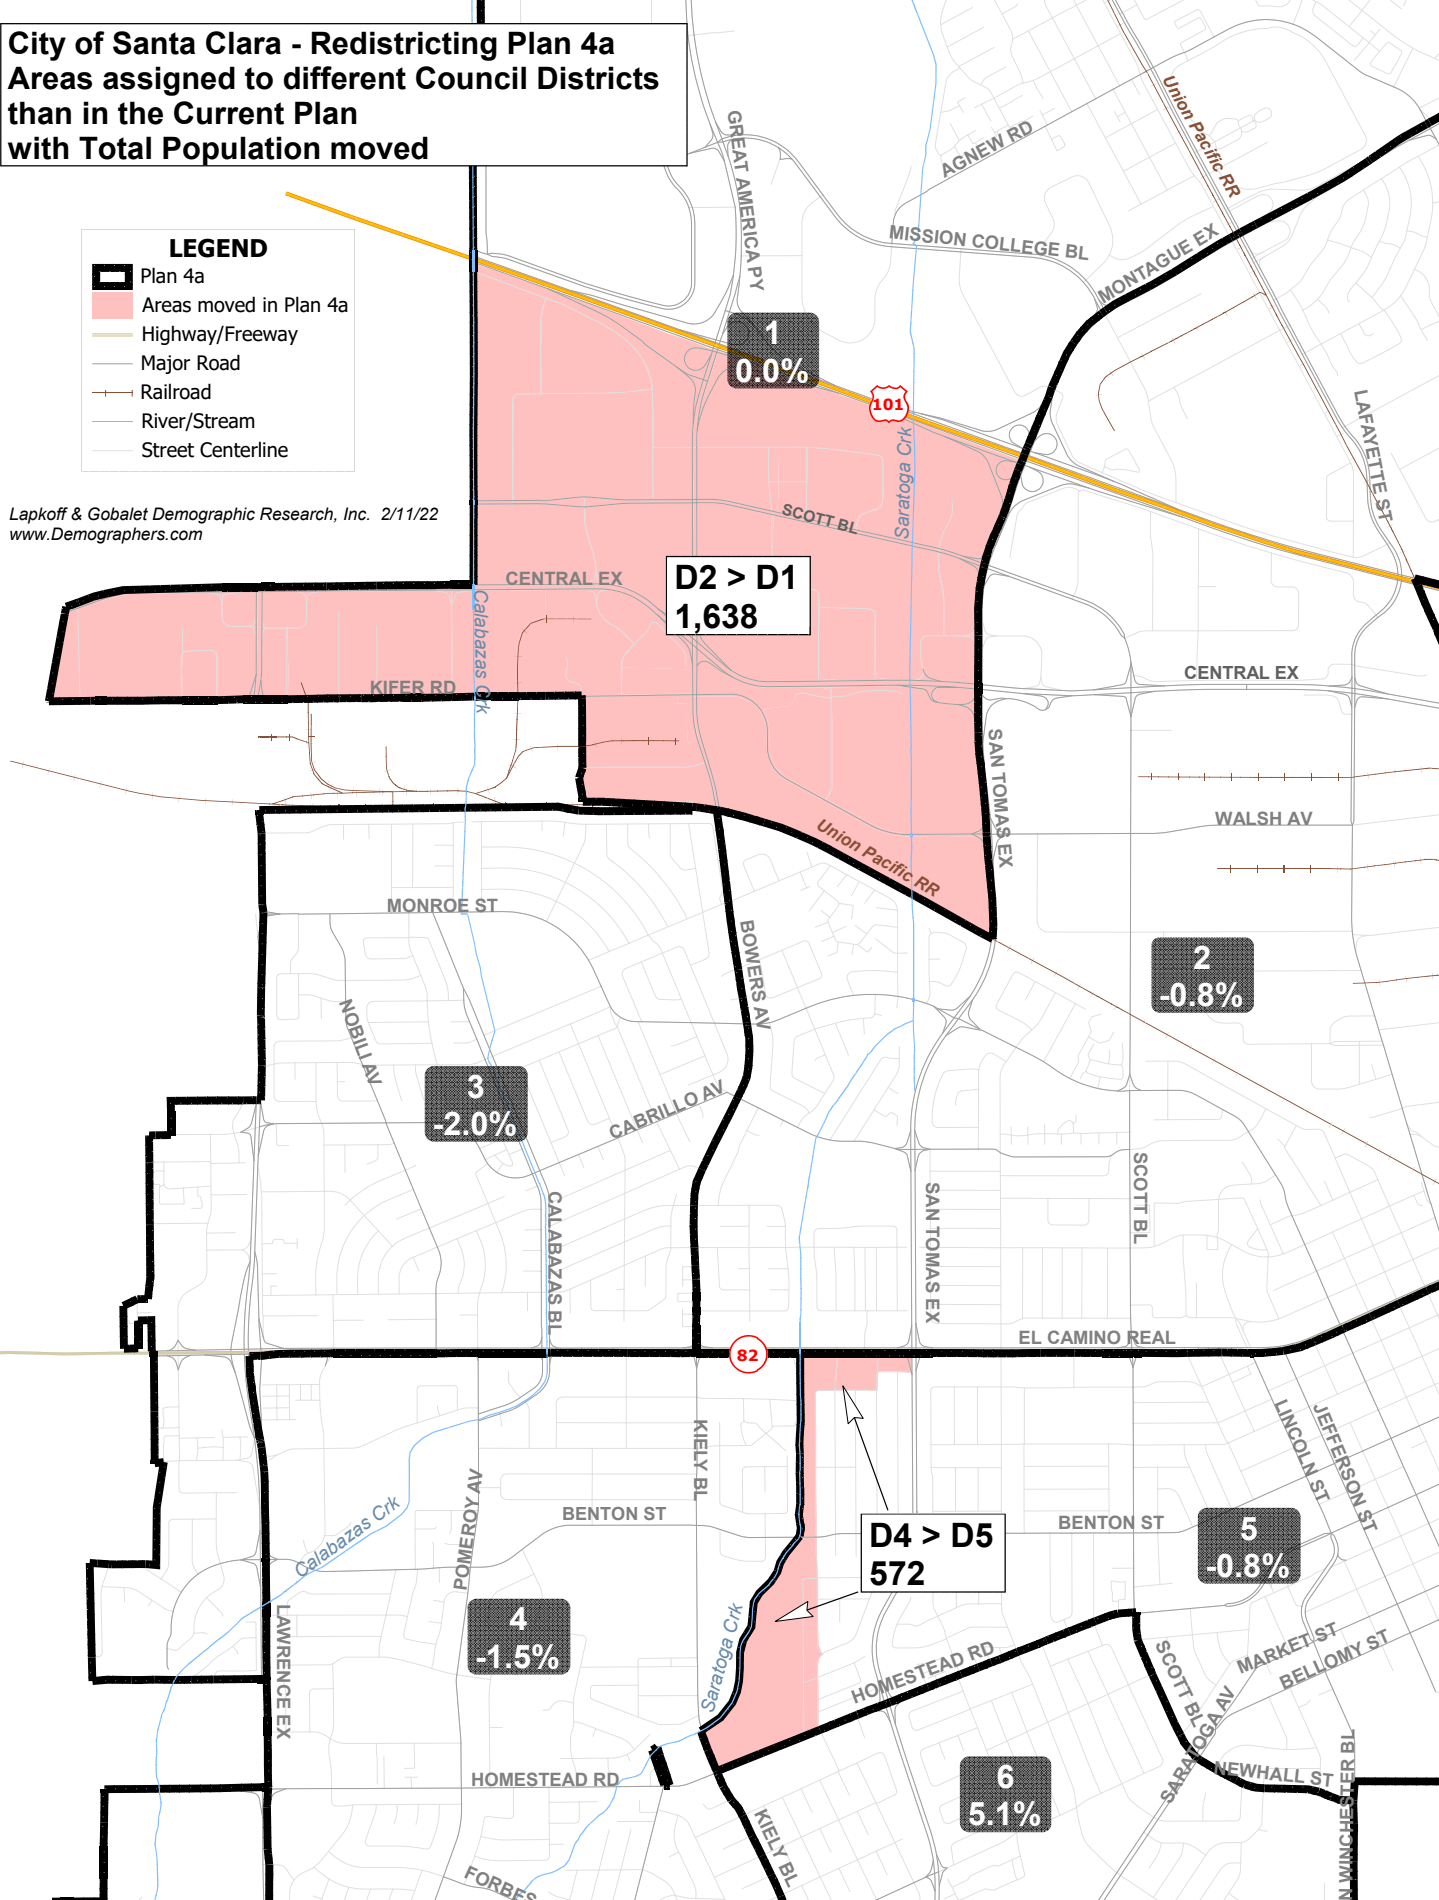 City of Santa Clara - Redistricting Plan 4a
Areas assigned to different Council Districts
than in the Current Plan
with Total Population moved
LEGEND
Plan 4a
Areas moved in Plan 4a
Highway/Freeway
Major Road
Railroad
River/Stream
Street Centerline
Lapkoff & Gobalet Demographic Research, Inc. 2/11/22
www.Demographers.com
GREAT AMERICA PY
AGNEW RD
Union Pacific RR
MISSION COLLEGE BL
MONTAGUE EX
1
0.0%
101
LAFAYETTE ST
Saratoga Crk
SCOTT BL
CENTRAL EX
D2 > D1
1,638
Calabazas Crk
KIFER RD
CENTRAL EX
SAN TOMAS EX
WALSH AV
Union Pacific RR
MONROE ST
BOWERS AV
2
-0.8%
NOBILI AV
3
-2.0%
CABRILLO AV
CALABAZAS BL
SAN TOMAS EX
SCOTT BL
EL CAMINO REAL
82
KIELY BL
LINCOLN ST
JEFFERSON ST
POMEROY AV
Calabazas Crk
BENTON ST
D4 > D5
572
BENTON ST
5
-0.8%
LAWRENCE EX
4
-1.5%
Saratoga Crk
HOMESTEAD RD
SCOTT BL
MARKET ST
BELLOMY ST
SARATOGA AV
HOMESTEAD RD
6
5.1%
NEWHALL ST
N WINCHESTER BL
KIELY BL
FORBES